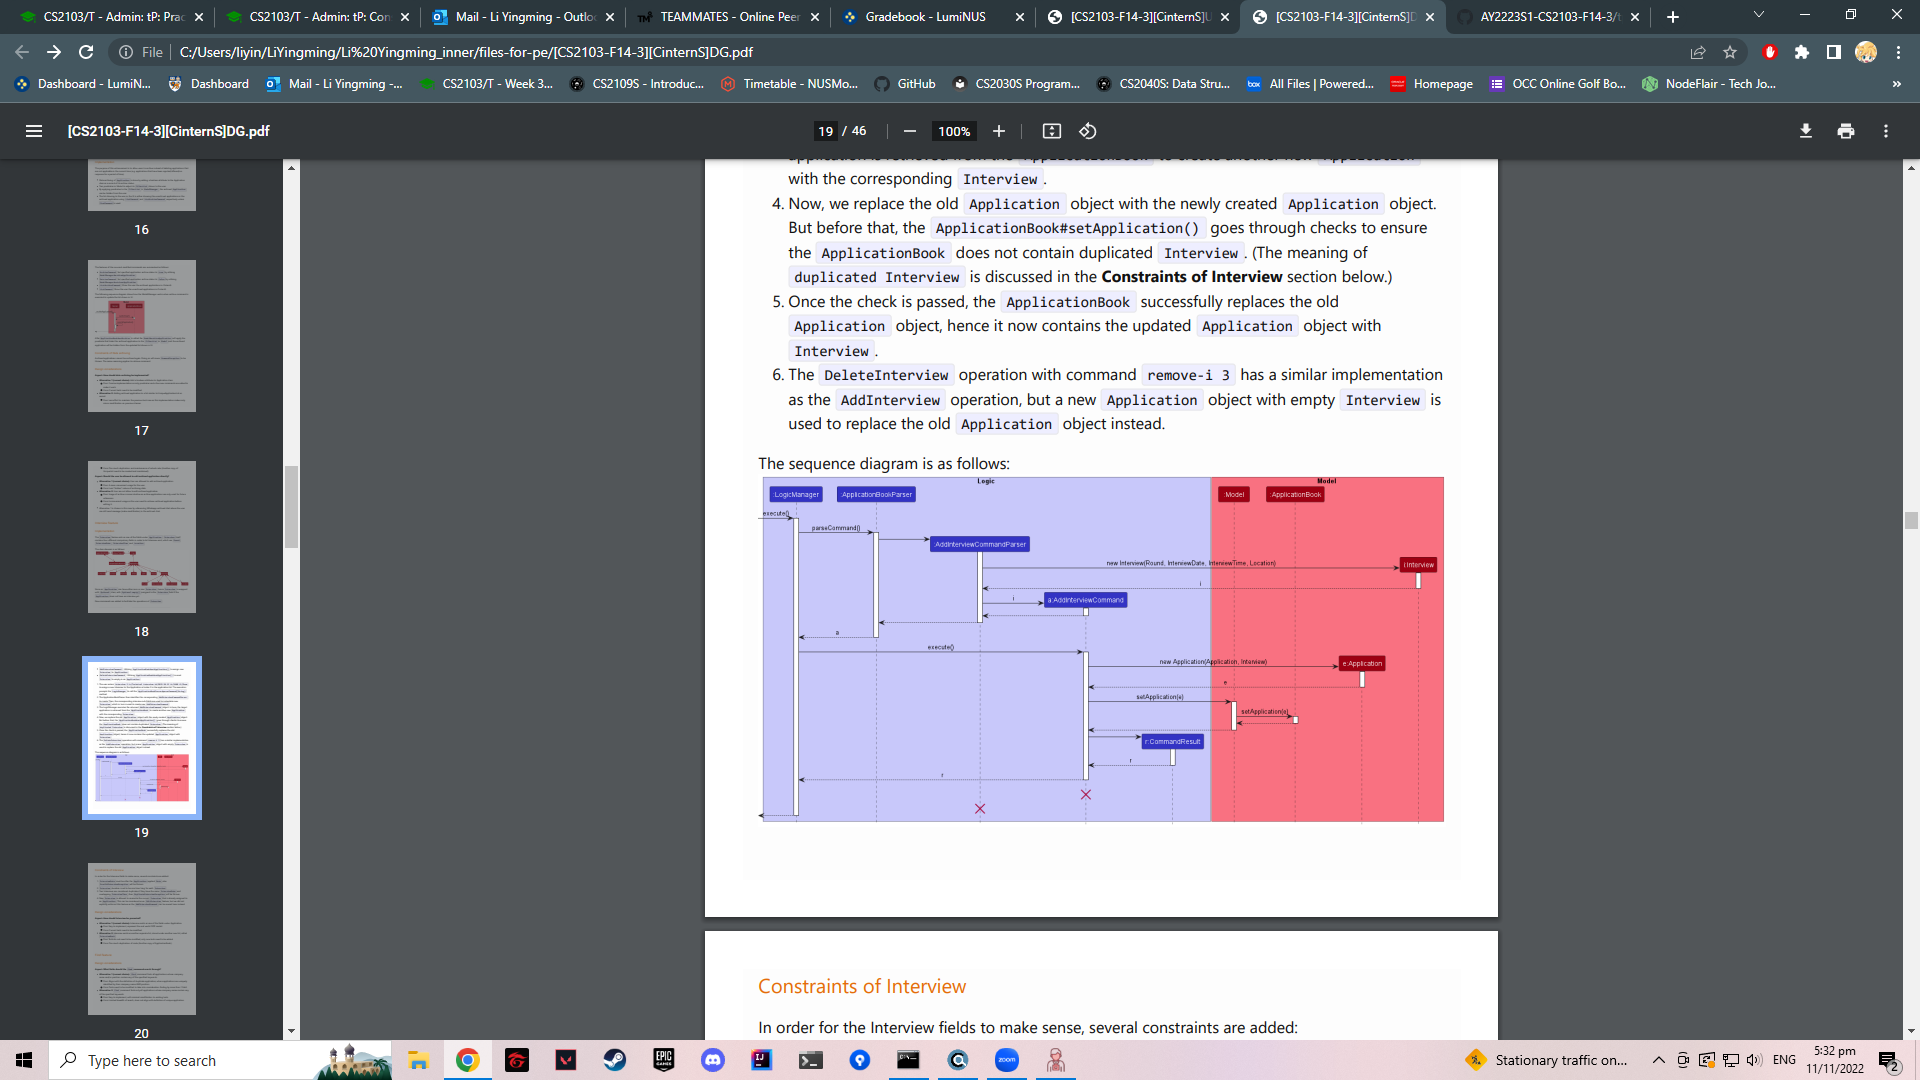 CS2103/T - Admin: tP: Prac
CS2103/T - Admin: tP: Con
Mail - Li Yingming - Outloo
TEAMMATES - Online Peer
Gradebook - LumiNUS
[CS2103-F14-3][CinternS]U
[CS2103-F14-3][CinternS]D
AY2223S1-CS2103-F14-3/t
File
C:/Users/liyin/LiYingming/Li%20Yingming_inner/files-for-pe/[CS2103-F14-3][CinternS]DG.pdf
Dashboard - LumiN...
Dashboard
Mail - Li Yingming -...
CS2103/T - Week 3...
CS2109S - Introduc...
Timetable - NUSMo...
GitHub
CS2030S Program...
CS2040S: Data Stru...
All Files | Powered...
Homepage
OCC Online Golf Bo...
NodeFlair - Tech Jo...
[CS2103-F14-3][CinternS]DG.pdf
19 / 46
100%
16
17
18
19
20
with the corresponding Interview .
4. Now, we replace the old Application object with the newly created Application object.
But before that, the ApplicationBook#setApplication() goes through checks to ensure
the ApplicationBook does not contain duplicated Interview . (The meaning of
duplicated Interview is discussed in the Constraints of Interview section below.)
5. Once the check is passed, the ApplicationBook successfully replaces the old
Application object, hence it now contains the updated Application object with
Interview .
6. The DeleteInterview operation with command remove-i 3 has a similar implementation
as the AddInterview operation, but a new Application object with empty Interview is
used to replace the old Application object instead.
The sequence diagram is as follows:
Logic
Model
:LogicManager
:ApplicationBookParser
:Model
:ApplicationBook
execute()
parseCommand()
:AddInterviewCommandParser
new Interview(Round, InterviewDate, InterviewTime, Location)
i:Interview
i
i
a:AddInterviewCommand
a
execute()
new Application(Application, Interview)
e:Application
e
setApplication(e)
setApplication(e)
r:CommandResult
r
r
Constraints of Interview
In order for the Interview fields to make sense, several constraints are added:
Type here to search
Stationary traffic on...
ENG
5:32 pm
11/11/2022
2